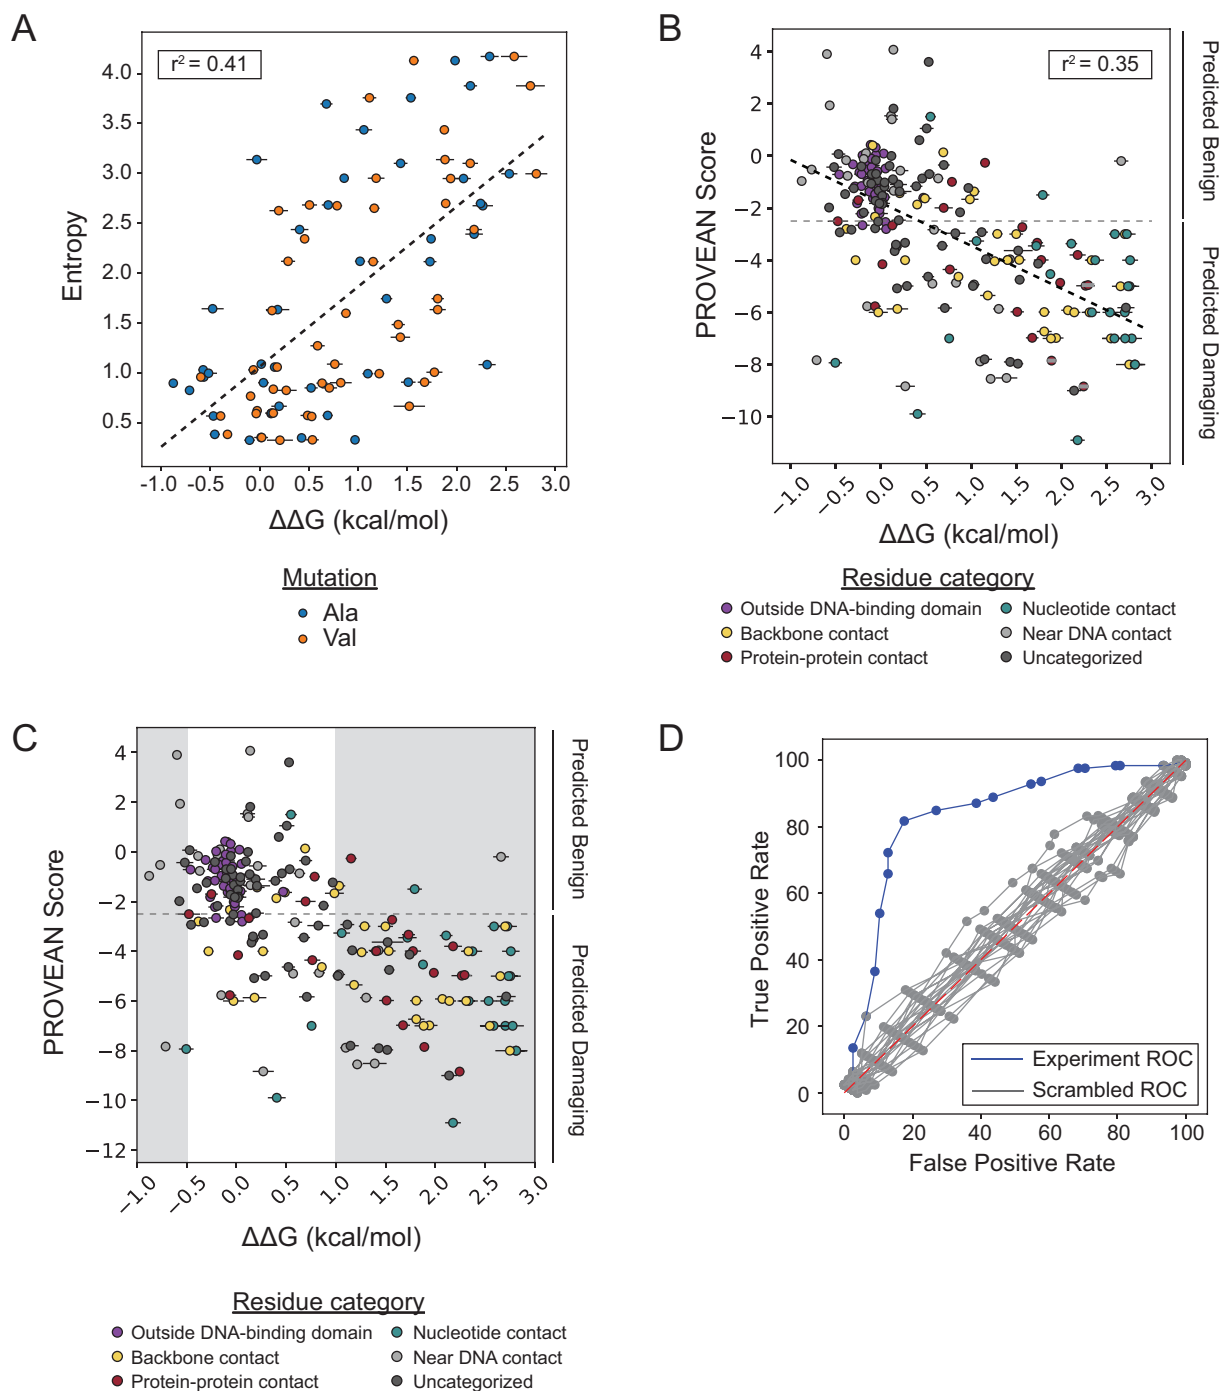 A
r² = 0.41
Entropy
4.0
3.5
3.0
2.5
2.0
1.5
1.0
0.5
-1.0 -0.5 0.0 0.5 1.0 1.5 2.0 2.5 3.0
ΔΔG (kcal/mol)
Mutation
Ala
Val
B
r² = 0.35
PROVEAN Score
4
2
0
−2
−4
−6
−8
−10
−1.0 −0.5 0.0 0.5 1.0 1.5 2.0 2.5 3.0
ΔΔG (kcal/mol)
Predicted Benign
Predicted Damaging
Residue category
Outside DNA-binding domain
Backbone contact
Protein-protein contact
Nucleotide contact
Near DNA contact
Uncategorized
C
PROVEAN Score
4
2
0
−2
−4
−6
−8
−10
−12
−1.0 −0.5 0.0 0.5 1.0 1.5 2.0 2.5 3.0
ΔΔG (kcal/mol)
Predicted Benign
Predicted Damaging
Residue category
Outside DNA-binding domain
Backbone contact
Protein-protein contact
Nucleotide contact
Near DNA contact
Uncategorized
D
True Positive Rate
100
80
60
40
20
0
0 20 40 60 80 100
False Positive Rate
Experiment ROC
Scrambled ROC